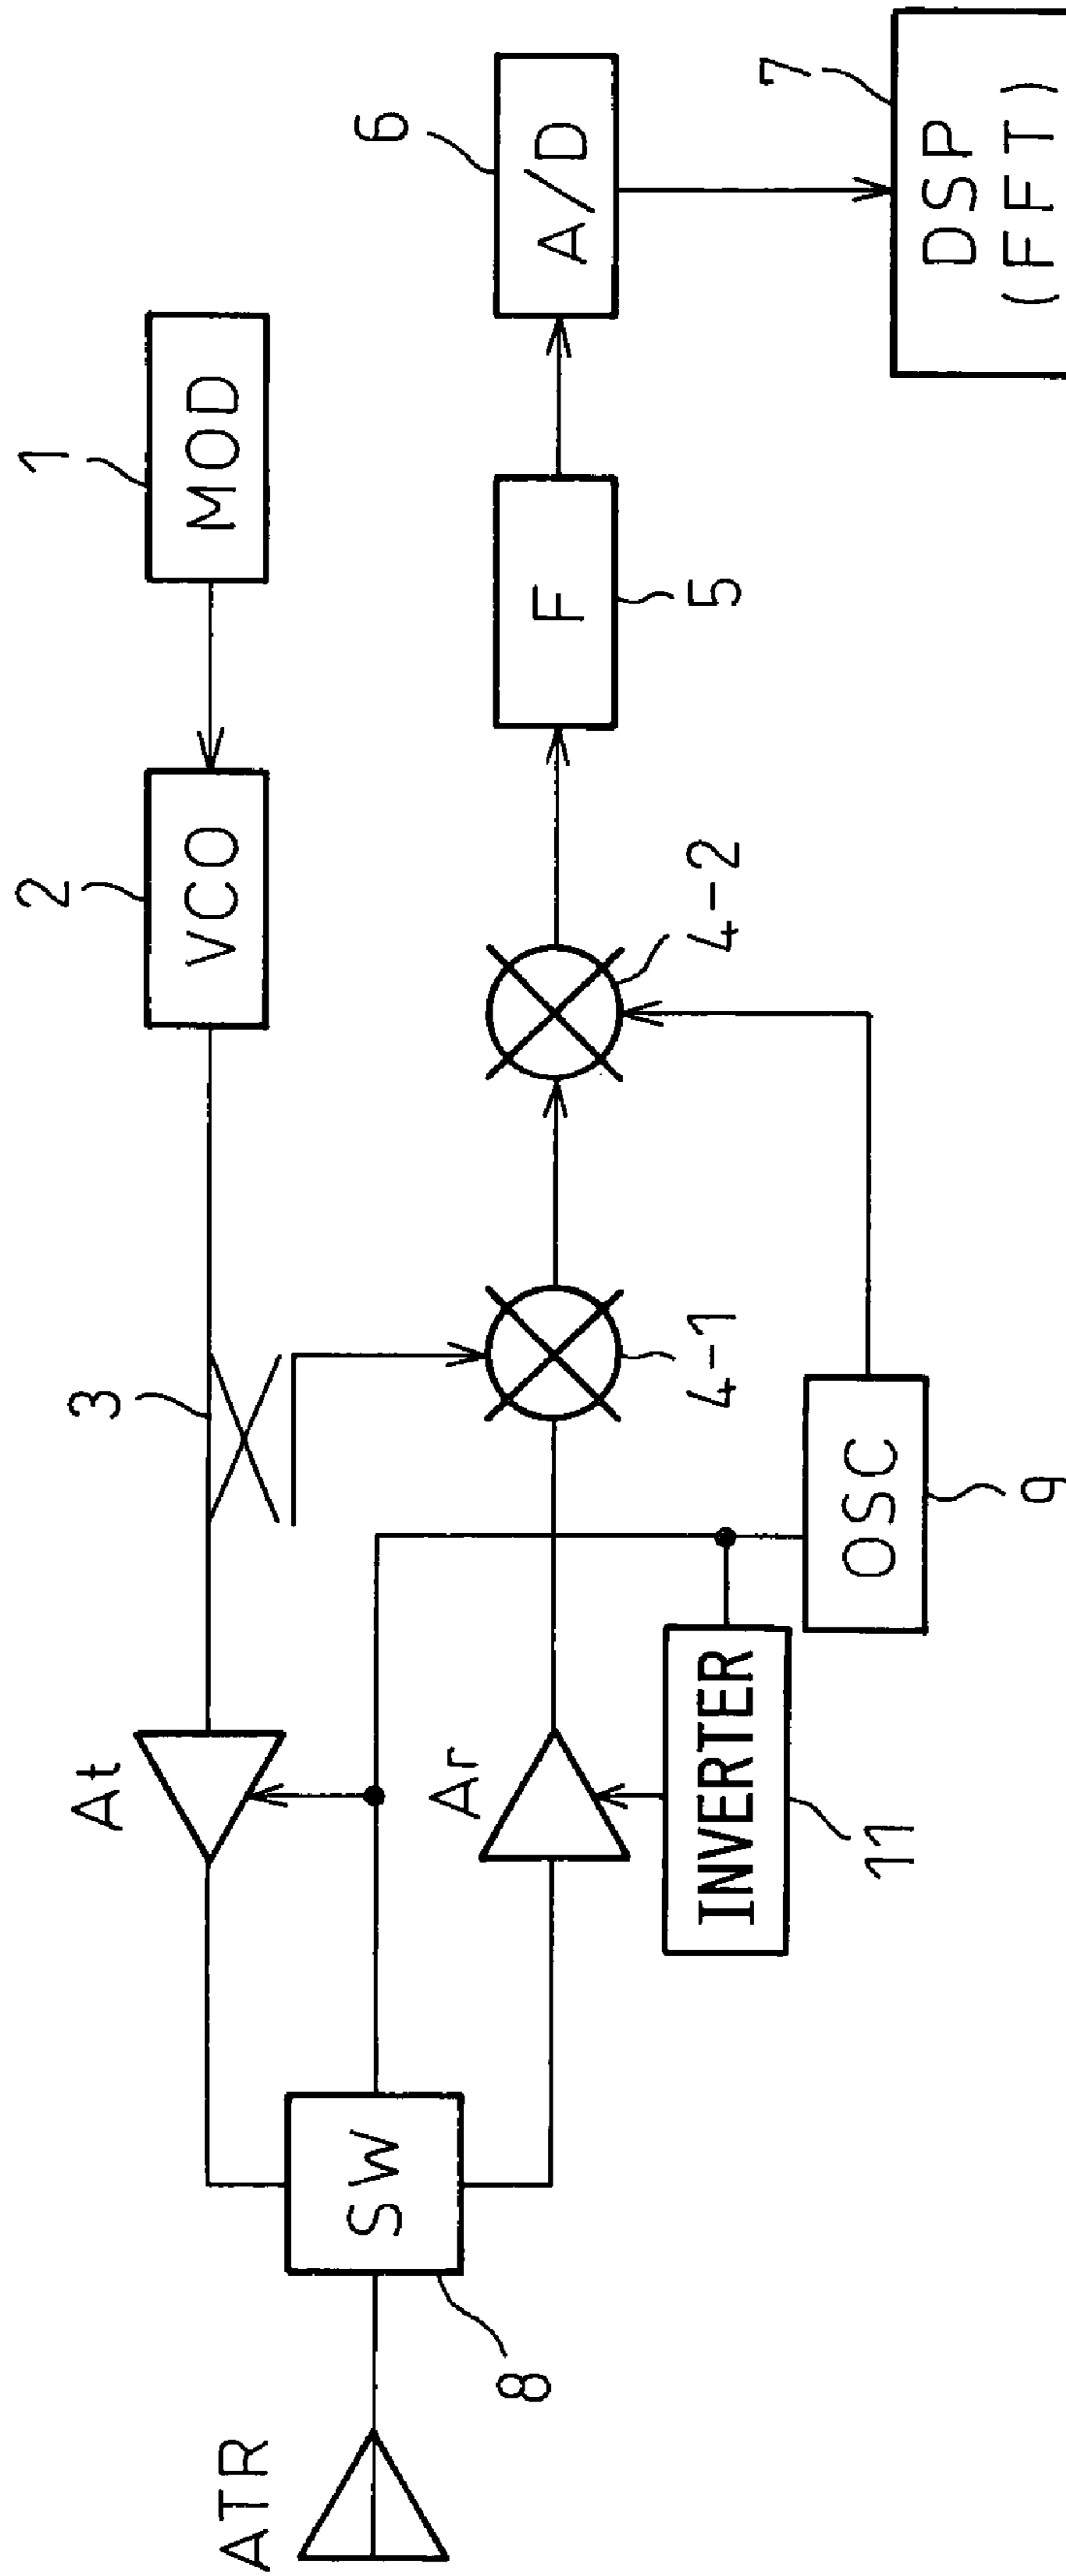 ATR
8
SW
At
3
2
VCO
1
MOD
Ar
4-1
4-2
F
5
6
A/D
INVERTER
11
OSC
9
7
DSP
(FFT)